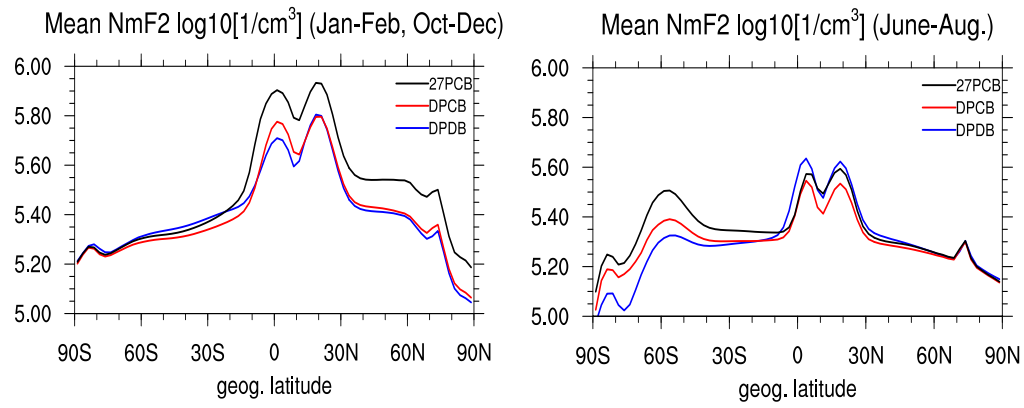 Mean NmF2 log10[1/cm³] (Jan-Feb, Oct-Dec)
6.00
5.80
5.60
5.40
5.20
5.00
27PCB
DPCB
DPDB
90S 60S 30S 0 30N 60N 90N
geog. latitude
Mean NmF2 log10[1/cm³] (June-Aug.)
6.00
5.80
5.60
5.40
5.20
5.00
27PCB
DPCB
DPDB
90S 60S 30S 0 30N 60N 90N
geog. latitude